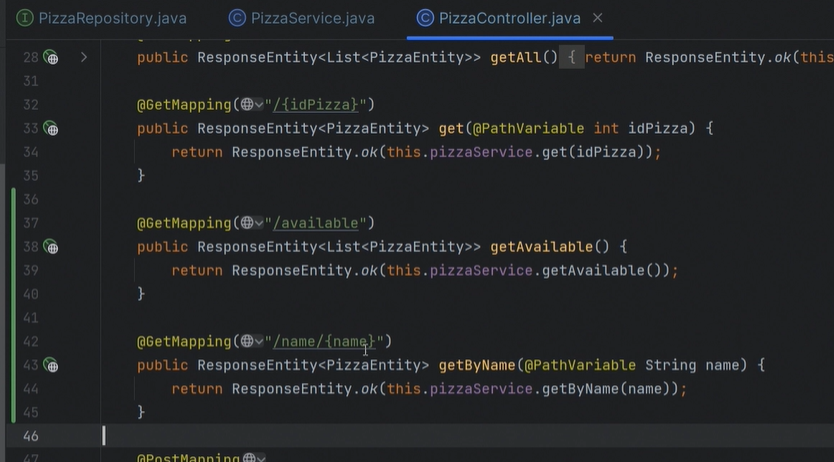 PizzaRepository.java PizzaService.java PizzaController.java
28 public ResponseEntity<List<PizzaEntity>> getAll() { return ResponseEntity.ok(this
31
32 @GetMapping("/{idPizza}")
33 public ResponseEntity<PizzaEntity> get(@PathVariable int idPizza) {
34 return ResponseEntity.ok(this.pizzaService.get(idPizza));
35 }
36
37 @GetMapping("/available")
38 public ResponseEntity<List<PizzaEntity>> getAvailable() {
39 return ResponseEntity.ok(this.pizzaService.getAvailable());
40 }
41
42 @GetMapping("/name/{name}")
43 public ResponseEntity<PizzaEntity> getByName(@PathVariable String name) {
44 return ResponseEntity.ok(this.pizzaService.getByName(name));
45 }
46
47 @PostMapping